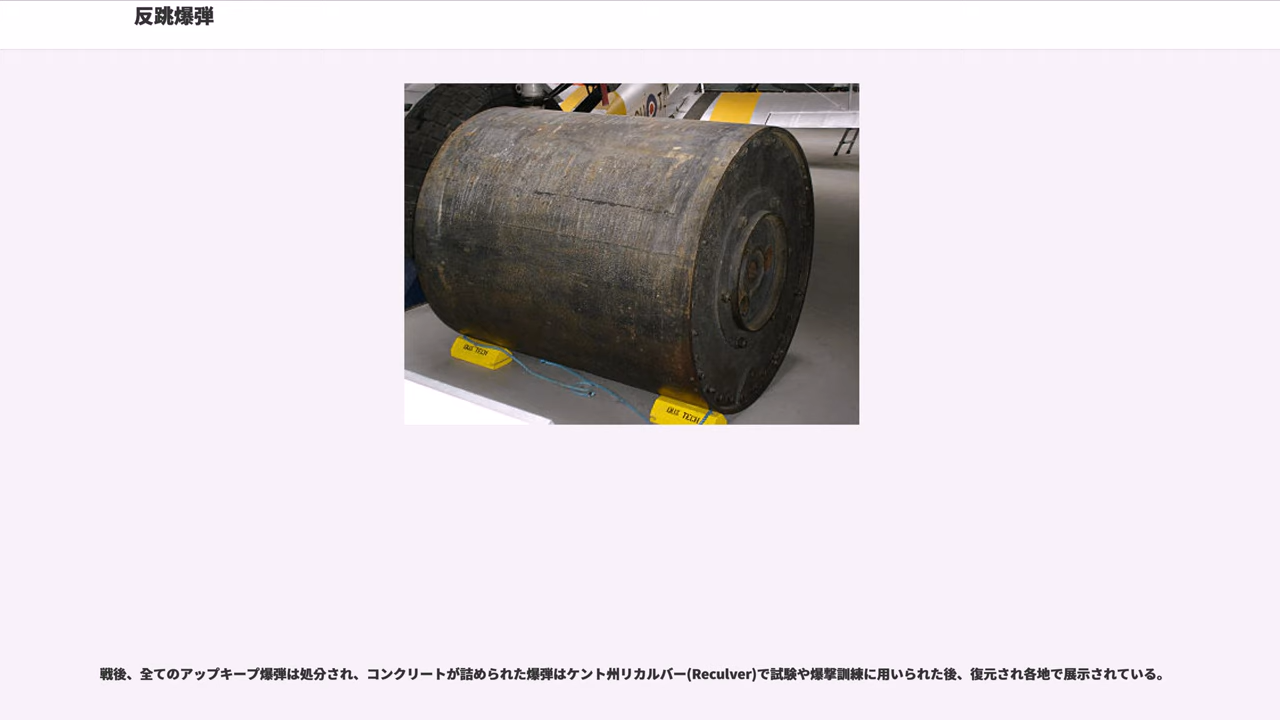 反跳爆弾
戦後、全てのアップキープ爆弾は処分され、コンクリートが詰められた爆弾はケント州リカルバー(Reculver)で試験や爆撃訓練に用いられた後、復元され各地で展示されている。